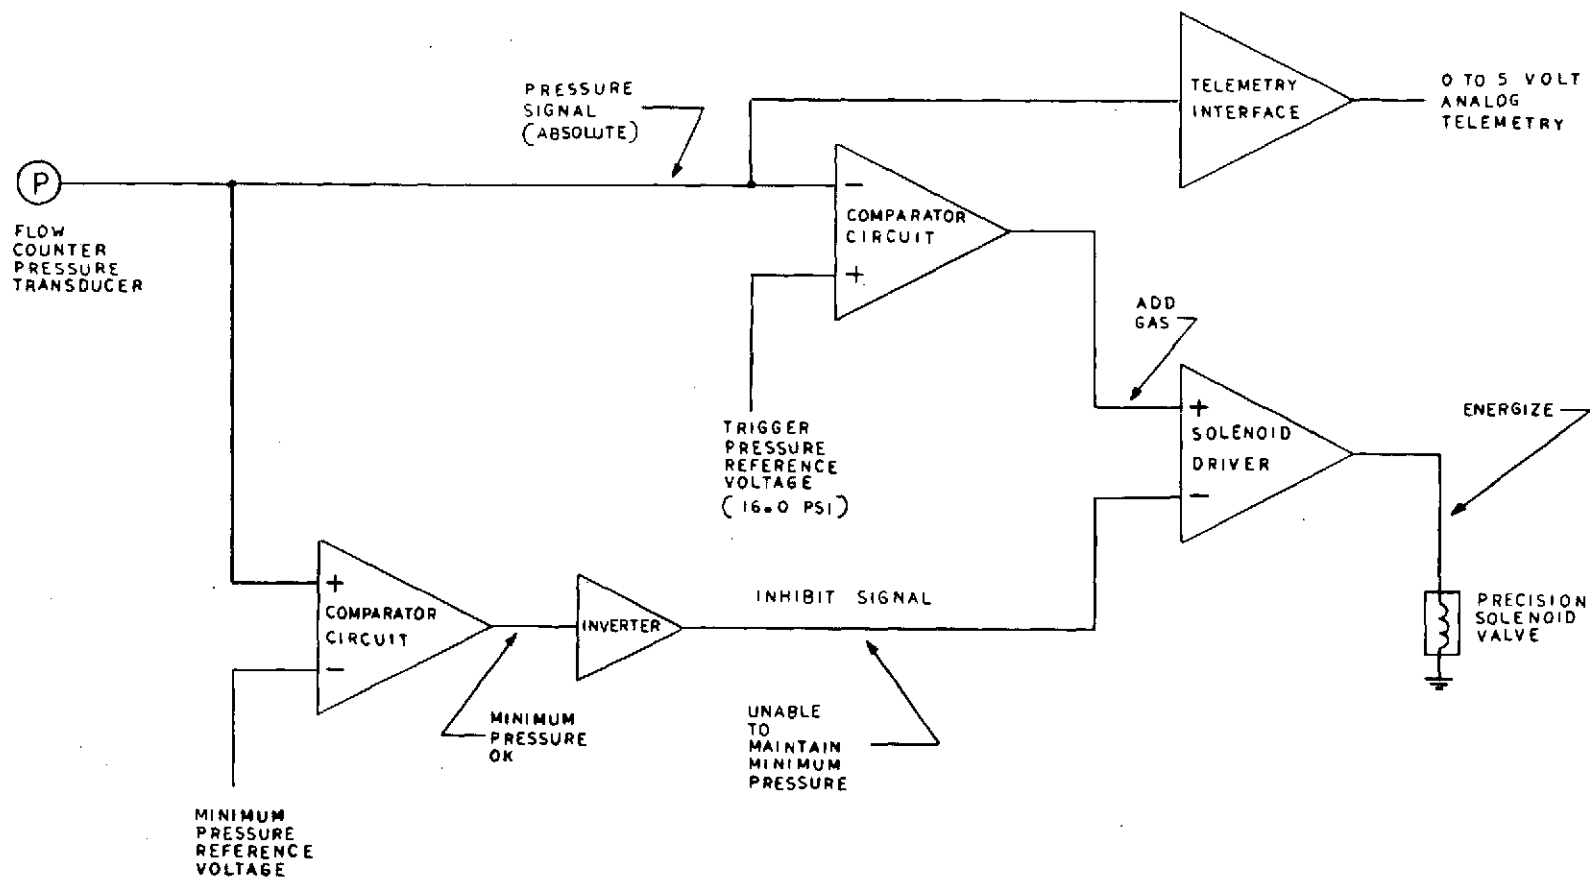 PRESSURE
SIGNAL
(ABSOLUTE)
TELEMETRY
INTERFACE
0 TO 5 VOLT
ANALOG
TELEMETRY
P
FLOW
COUNTER
PRESSURE
TRANSDUCER
−
COMPARATOR
CIRCUIT
+
TRIGGER
PRESSURE
REFERENCE
VOLTAGE
(16.0 PSI)
ADD
GAS
+
SOLENOID
DRIVER
−
ENERGIZE
PRECISION
SOLENOID
VALVE
+
COMPARATOR
CIRCUIT
−
INVERTER
INHIBIT SIGNAL
MINIMUM
PRESSURE
OK
UNABLE
TO
MAINTAIN
MINIMUM
PRESSURE
MINIMUM
PRESSURE
REFERENCE
VOLTAGE